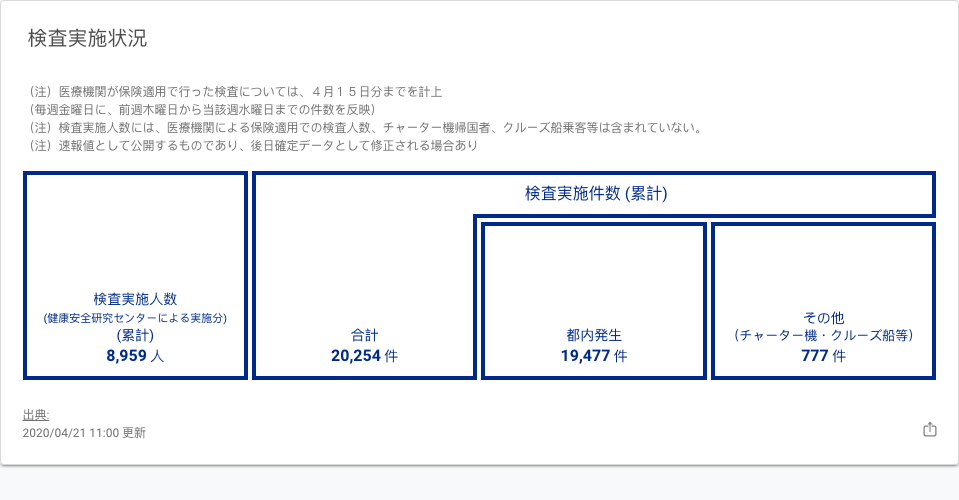 検査実施状況
（注）医療機関が保険適用で行った検査については、４月１５日分までを計上
（毎週金曜日に、前週木曜日から当該週水曜日までの件数を反映）
（注）検査実施人数には、医療機関による保険適用での検査人数、チャーター機帰国者、クルーズ船乗客等は含まれていない。
（注）速報値として公開するものであり、後日確定データとして修正される場合あり
検査実施人数
(健康安全研究センターによる実施分)
(累計)
8,959 人
検査実施件数 (累計)
合計
20,254 件
都内発生
19,477 件
その他
（チャーター機・クルーズ船等）
777 件
出典:
2020/04/21 11:00 更新